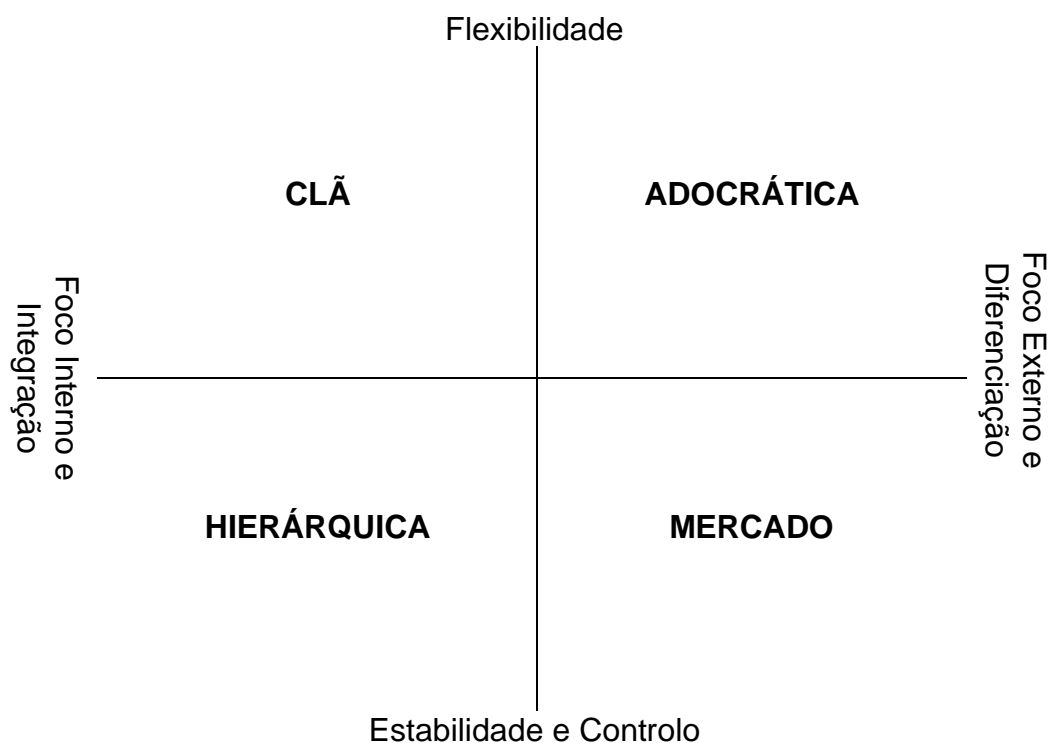 Flexibilidade
CLÃ
ADOCRÁTICA
Foco Interno e
Integração
Foco Externo e
Diferenciação
HIERÁRQUICA
MERCADO
Estabilidade e Controlo